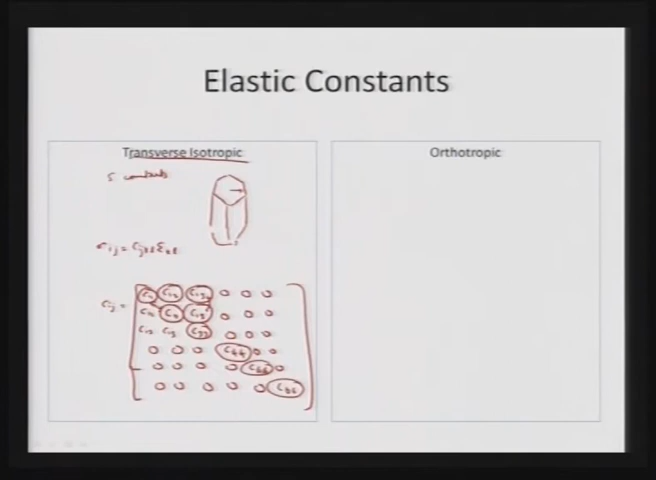 Elastic Constants
Transverse Isotropic
Orthotropic
5 constants
σij = Cijkl εkl
Cij =
C11 C12 C13 0 0 0
C12 C11 C13 0 0 0
C13 C13 C33 0 0 0
0 0 0 C44 0 0
0 0 0 0 C44 0
0 0 0 0 0 C66